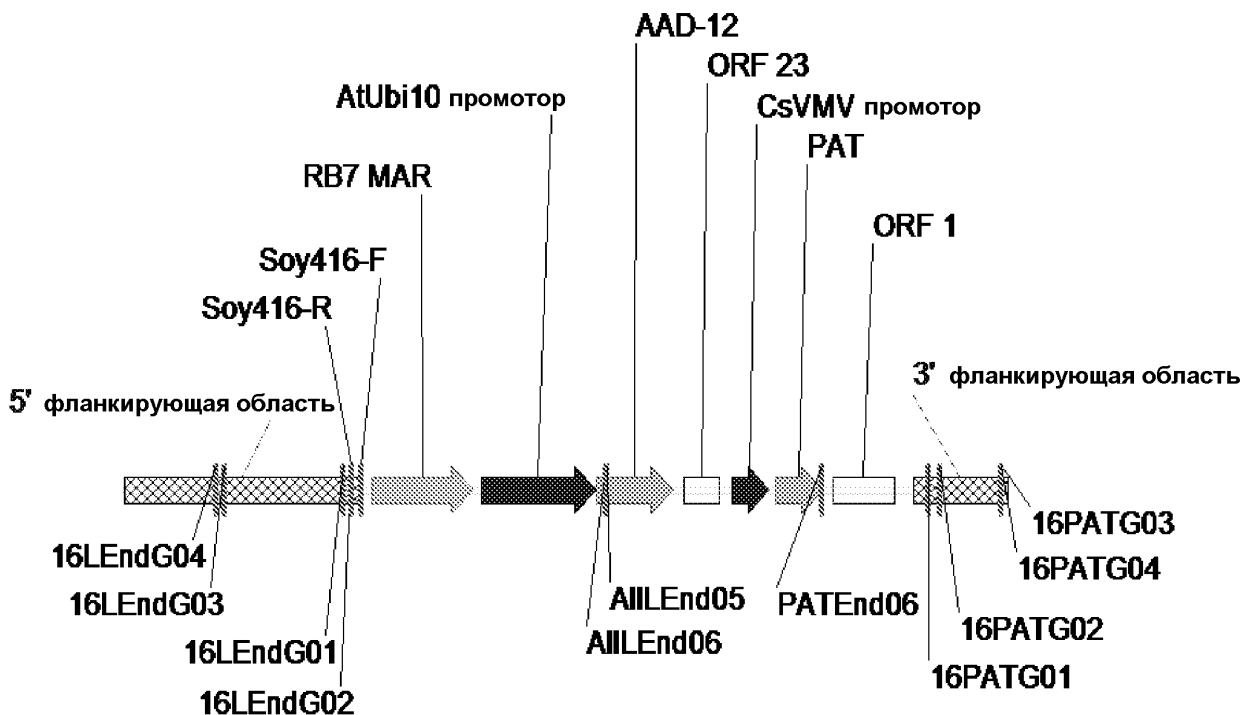 AAD-12
ORF 23
AtUbi10 промотор
CsVMV промотор
PAT
RB7 MAR
ORF 1
Soy416-F
Soy416-R
3' фланкирующая область
5' фланкирующая область
16LEndG04
16PATG03
16LEndG03
AllLEnd05
PATEnd06
16PATG04
16LEndG01
AllLEnd06
16PATG02
16LEndG02
16PATG01